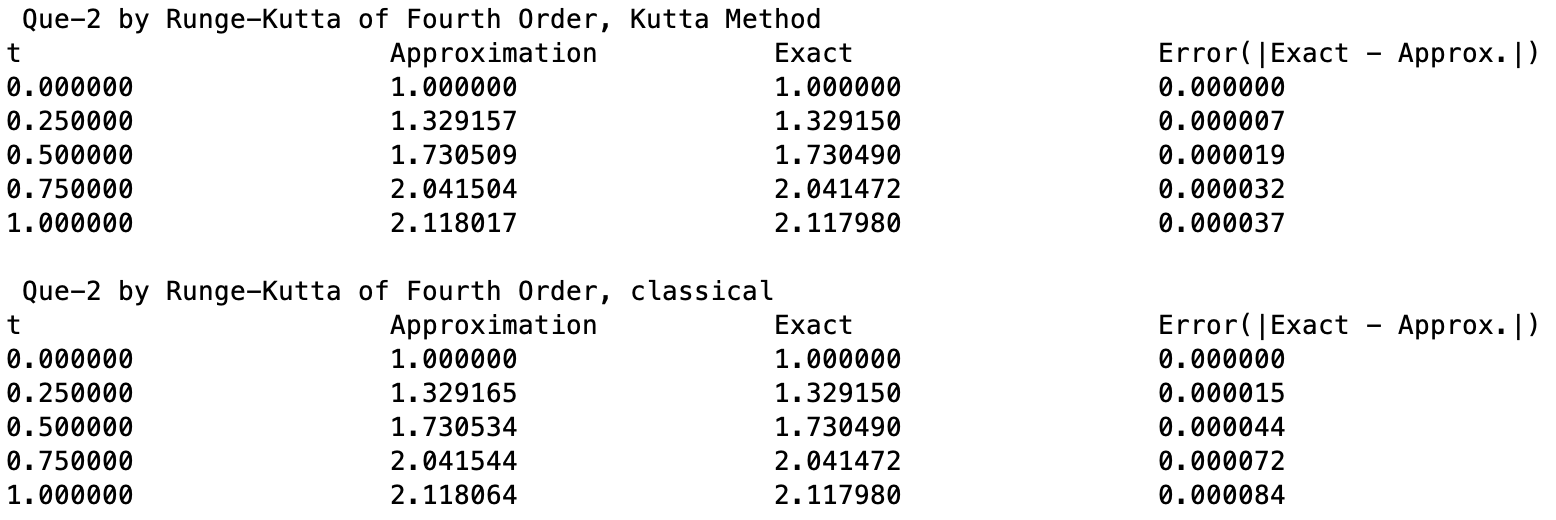 Que-2 by Runge-Kutta of Fourth Order, Kutta Method
t Approximation Exact Error(|Exact - Approx.|)
0.000000 1.000000 1.000000 0.000000
0.250000 1.329157 1.329150 0.000007
0.500000 1.730509 1.730490 0.000019
0.750000 2.041504 2.041472 0.000032
1.000000 2.118017 2.117980 0.000037
Que-2 by Runge-Kutta of Fourth Order, classical
t Approximation Exact Error(|Exact - Approx.|)
0.000000 1.000000 1.000000 0.000000
0.250000 1.329165 1.329150 0.000015
0.500000 1.730534 1.730490 0.000044
0.750000 2.041544 2.041472 0.000072
1.000000 2.118064 2.117980 0.000084